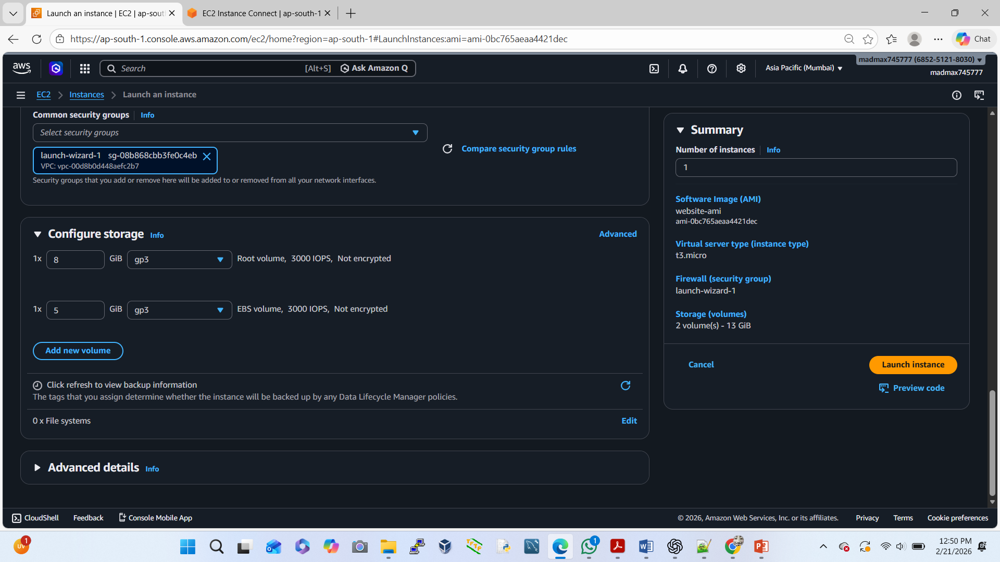 Launch an instance | EC2 | ap-sout
EC2 Instance Connect | ap-south-1
https://ap-south-1.console.aws.amazon.com/ec2/home?region=ap-south-1#LaunchInstances:ami=ami-0bc765aeaa4421dec
Chat
aws
Search
[Alt+S]
Ask Amazon Q
Asia Pacific (Mumbai)
madmax745777 (6852-5121-8030)
madmax745777
EC2
Instances
Launch an instance
Common security groups
Info
Select security groups
launch-wizard-1 sg-08b868cbb3fe0c4eb
VPC: vpc-00d8b0d448aefc2b7
Compare security group rules
Security groups that you add or remove here will be added to or removed from all your network interfaces.
Configure storage
Info
Advanced
1x 8 GiB gp3 Root volume, 3000 IOPS, Not encrypted
1x 5 GiB gp3 EBS volume, 3000 IOPS, Not encrypted
Add new volume
Click refresh to view backup information
The tags that you assign determine whether the instance will be backed up by any Data Lifecycle Manager policies.
0 x File systems
Edit
Advanced details
Info
Summary
Number of instances
Info
1
Software Image (AMI)
website-ami
ami-0bc765aeaa4421dec
Virtual server type (instance type)
t3.micro
Firewall (security group)
launch-wizard-1
Storage (volumes)
2 volume(s) - 13 GiB
Cancel
Launch instance
Preview code
CloudShell
Feedback
Console Mobile App
© 2026, Amazon Web Services, Inc. or its affiliates.
Privacy
Terms
Cookie preferences
UV
1
TFTP
1
12:50 PM
2/21/2026